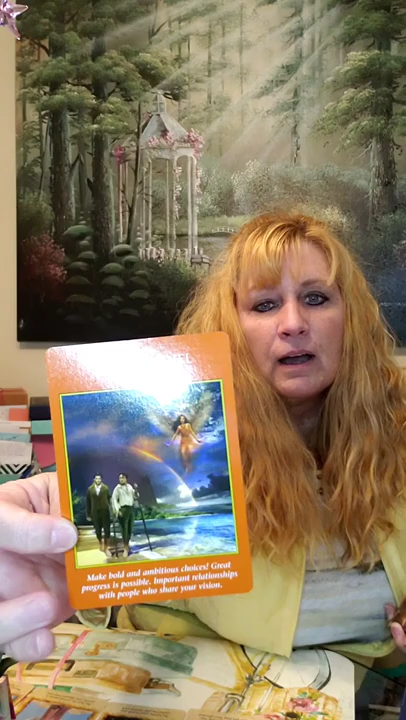 Make bold and ambitious choices! Great
progress is possible. Important relationships
with people who share your vision.